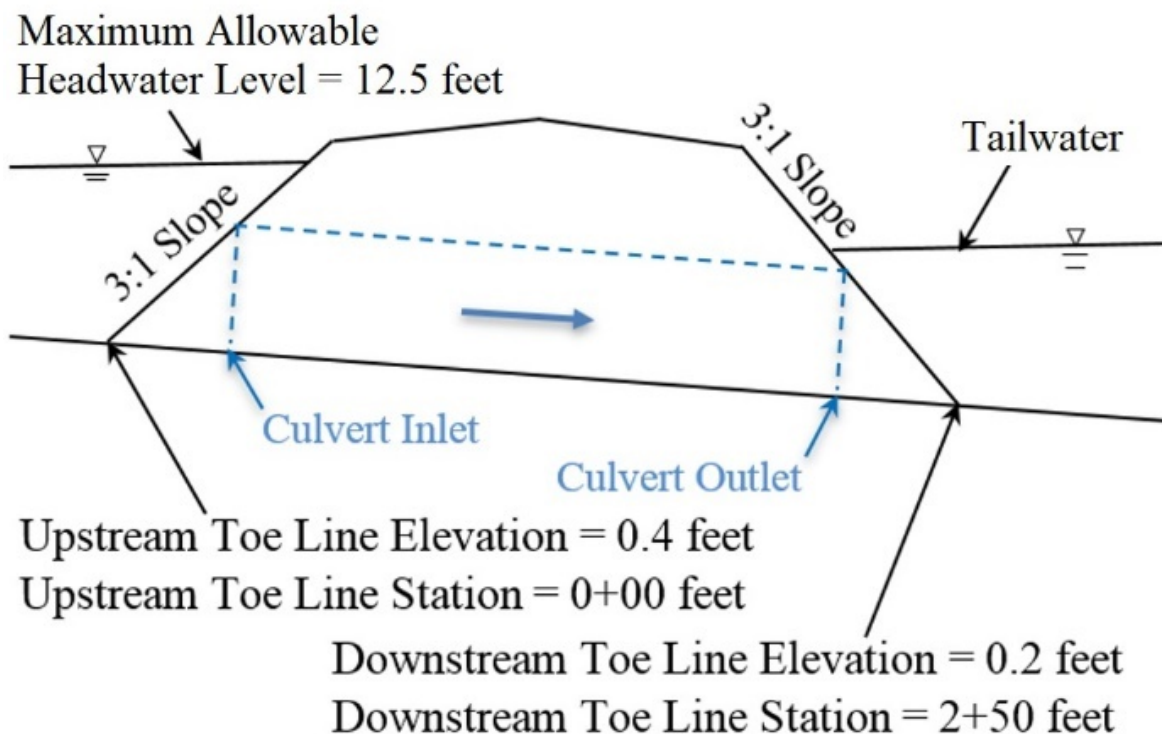 Maximum Allowable
Headwater Level = 12.5 feet
3:1 Slope
3:1 Slope
Tailwater
Culvert Inlet
Culvert Outlet
Upstream Toe Line Elevation = 0.4 feet
Upstream Toe Line Station = 0+00 feet
Downstream Toe Line Elevation = 0.2 feet
Downstream Toe Line Station = 2+50 feet